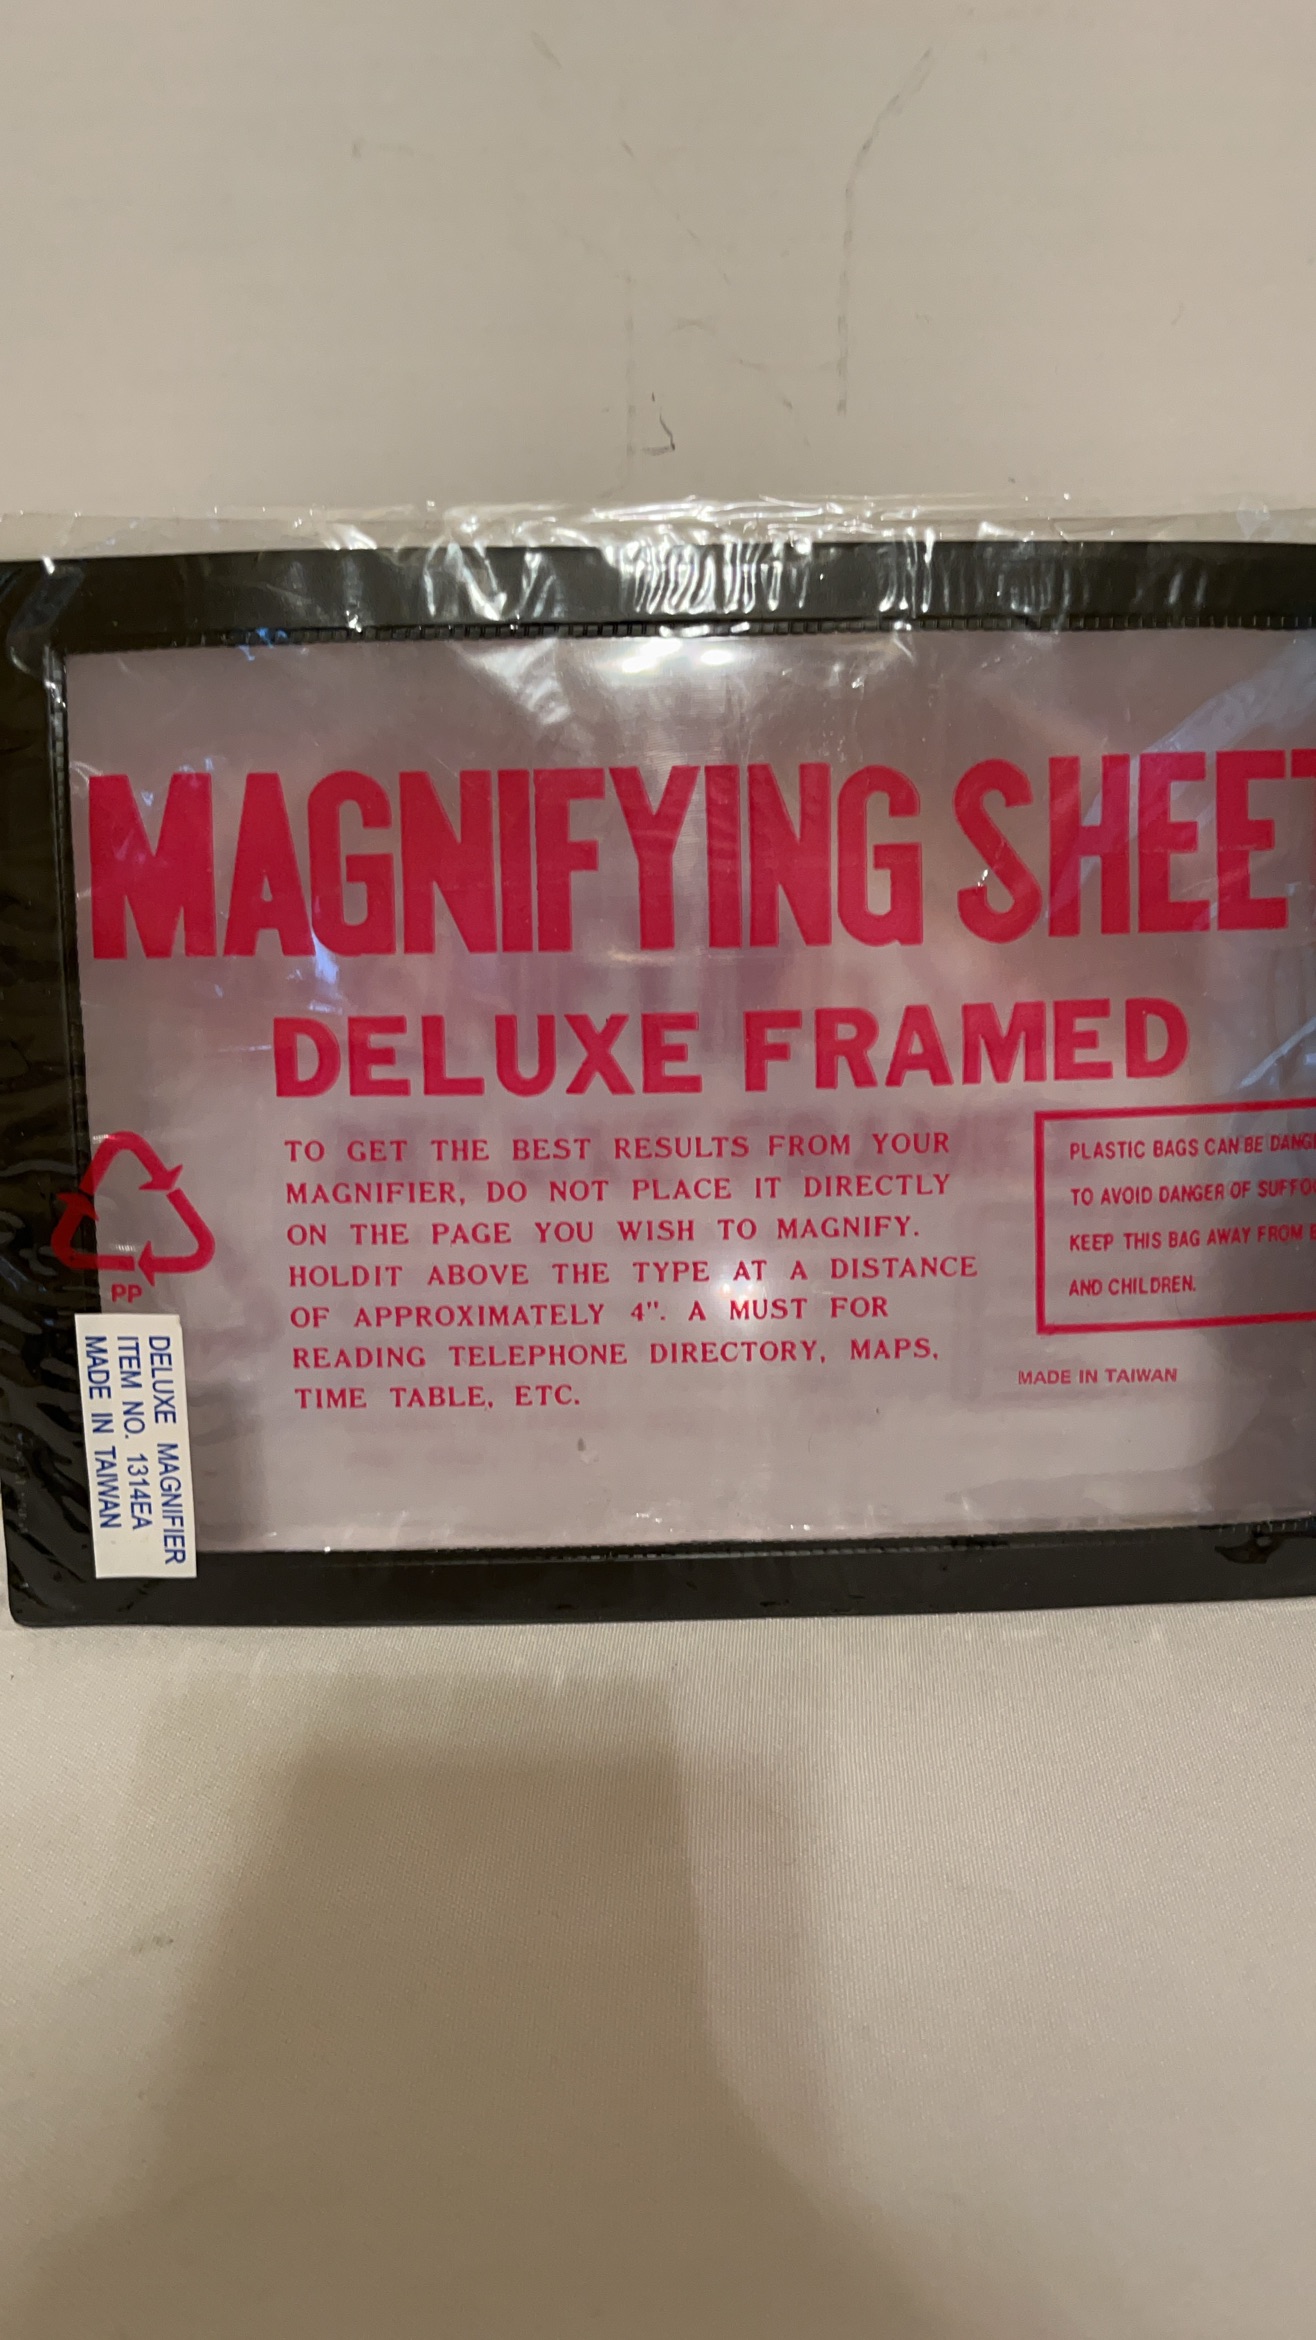 MAGNIFYING SHEET
DELUXE FRAMED
TO GET THE BEST RESULTS FROM YOUR
MAGNIFIER, DO NOT PLACE IT DIRECTLY
ON THE PAGE YOU WISH TO MAGNIFY.
HOLDIT ABOVE THE TYPE AT A DISTANCE
OF APPROXIMATELY 4". A MUST FOR
READING TELEPHONE DIRECTORY, MAPS,
TIME TABLE, ETC.
PLASTIC BAGS CAN BE
TO AVOID DANGER OF
KEEP THIS BAG AWAY FROM
AND CHILDREN.
MADE IN TAIWAN
PP
DELUXE MAGNIFIER
ITEM NO. 1314EA
MADE IN TAIWAN